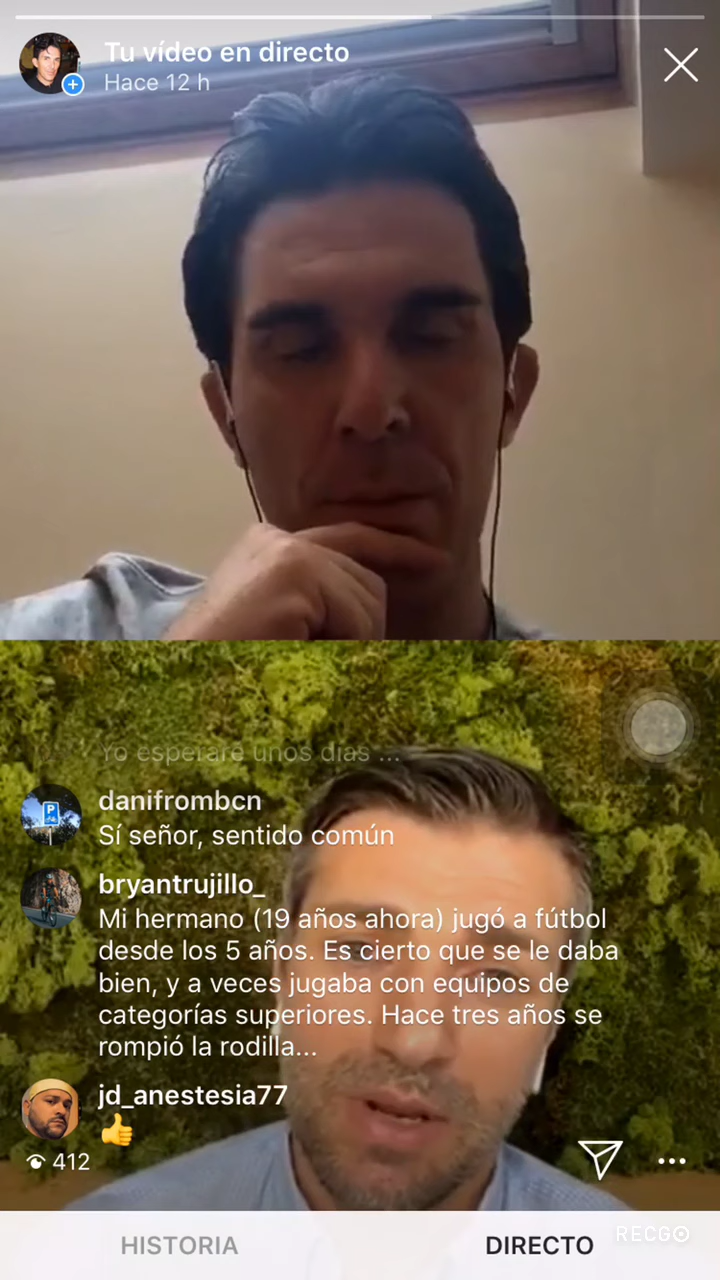 Tu vídeo en directo
Hace 12 h
Yo esperaré unos días ...
danifrombcn
Sí señor, sentido común
bryantrujillo_
Mi hermano (19 años ahora) jugó a fútbol
desde los 5 años. Es cierto que se le daba
bien, y a veces jugaba con equipos de
categorías superiores. Hace tres años se
rompió la rodilla...
jd_anestesia77
👍
412
HISTORIA
DIRECTO
RECGO